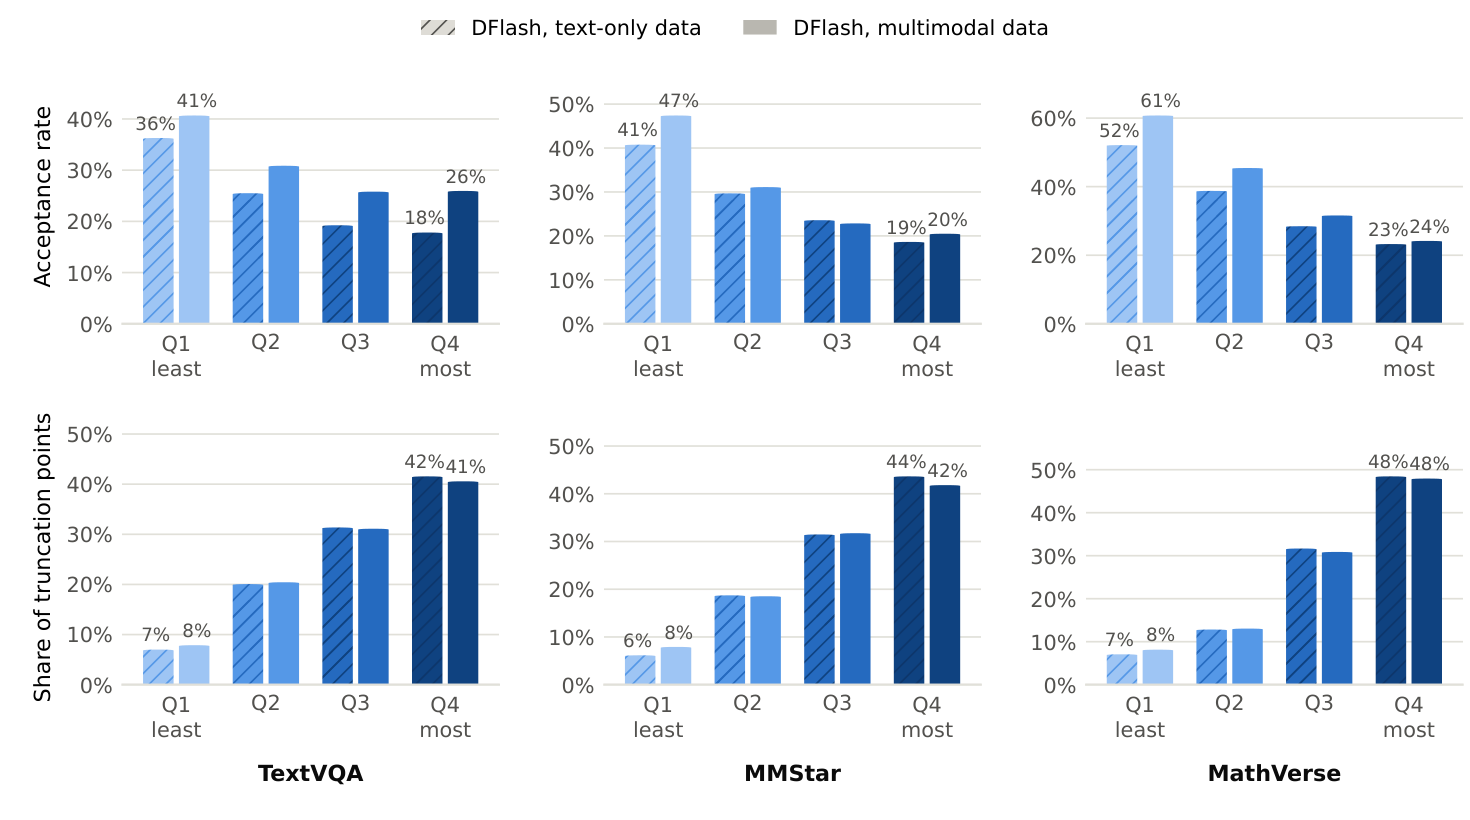 DFlash, text-only data DFlash, multimodal data
Acceptance rate
40%
30%
20%
10%
0%
36% 41% 18% 26%
Q1 least Q2 Q3 Q4 most
50%
40%
30%
20%
10%
0%
41% 47% 19% 20%
Q1 least Q2 Q3 Q4 most
60%
40%
20%
0%
52% 61% 23% 24%
Q1 least Q2 Q3 Q4 most
Share of truncation points
50%
40%
30%
20%
10%
0%
7% 8% 42% 41%
Q1 least Q2 Q3 Q4 most
TextVQA
50%
40%
30%
20%
10%
0%
6% 8% 44% 42%
Q1 least Q2 Q3 Q4 most
MMStar
50%
40%
30%
20%
10%
0%
7% 8% 48% 48%
Q1 least Q2 Q3 Q4 most
MathVerse